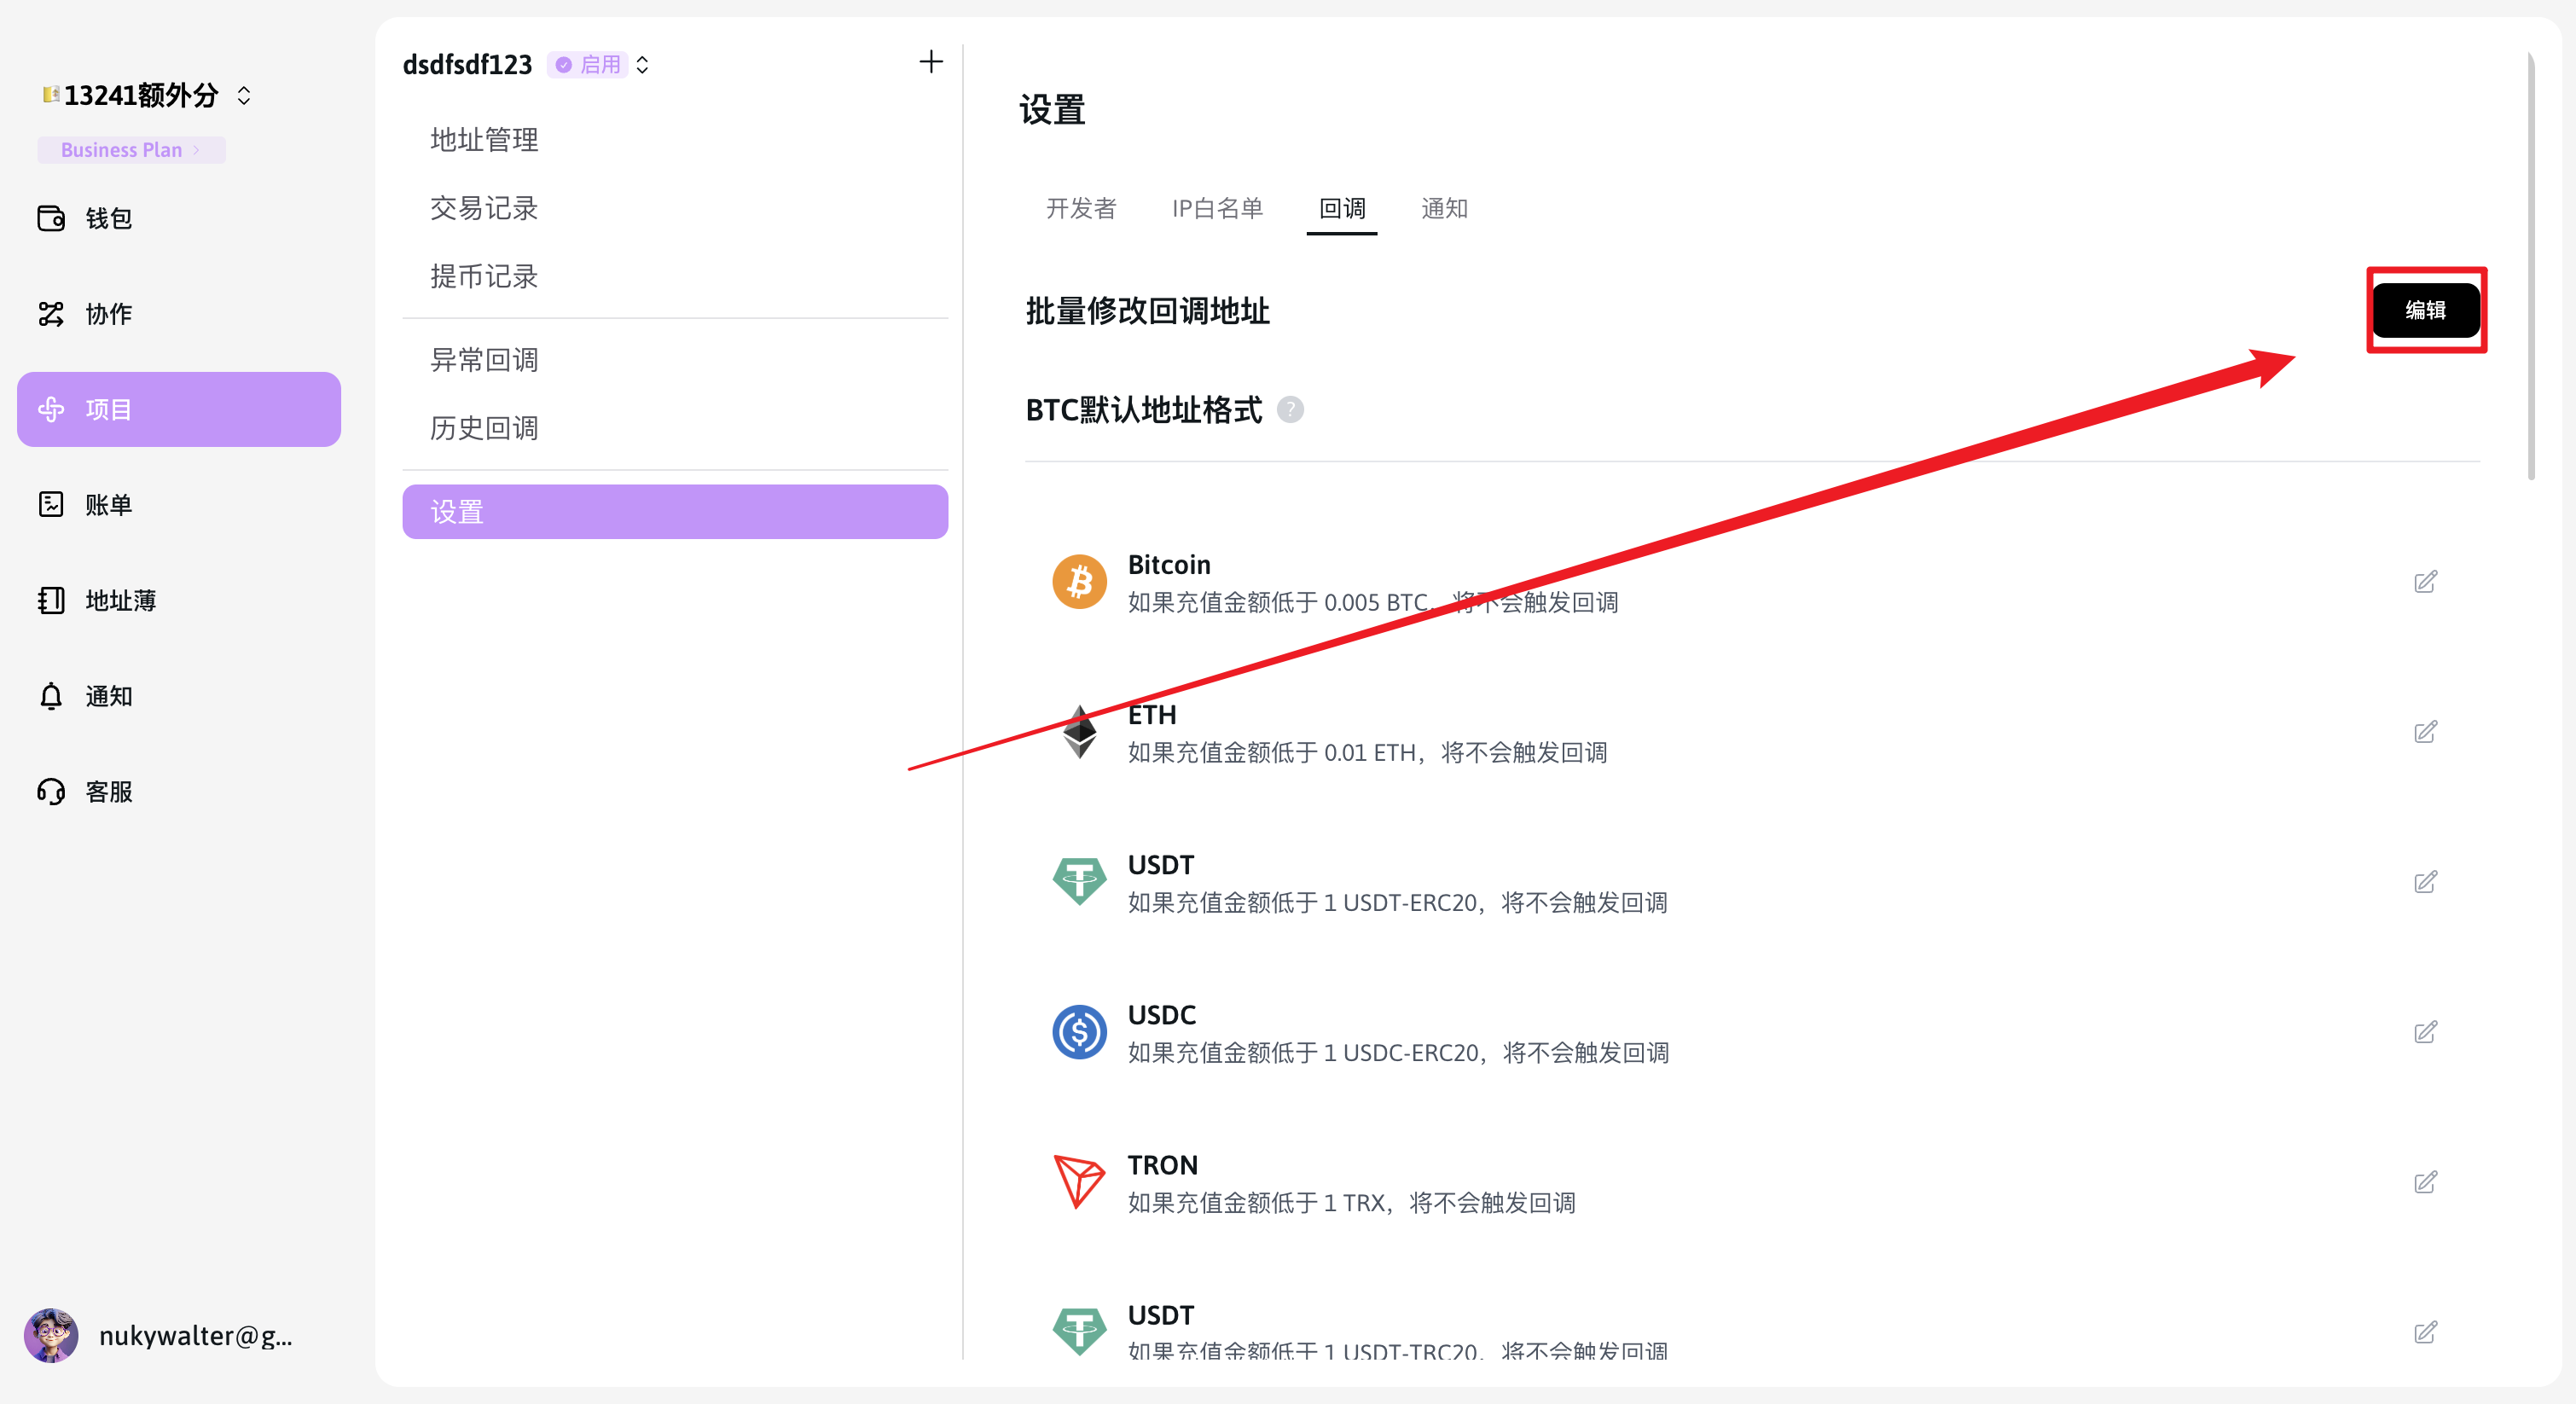 13241额外分
Business Plan
钱包
协作
项目
账单
地址薄
通知
客服
nukywalter@g...
dsdfsdf123 启用
地址管理
交易记录
提币记录
异常回调
历史回调
设置
设置
开发者 IP白名单 回调 通知
批量修改回调地址 编辑
BTC默认地址格式 ?
Bitcoin
如果充值金额低于 0.005 BTC，将不会触发回调
ETH
如果充值金额低于 0.01 ETH，将不会触发回调
USDT
如果充值金额低于 1 USDT-ERC20，将不会触发回调
USDC
如果充值金额低于 1 USDC-ERC20，将不会触发回调
TRON
如果充值金额低于 1 TRX，将不会触发回调
USDT
如果充值金额低于 1 USDT-TRC20，将不会触发回调